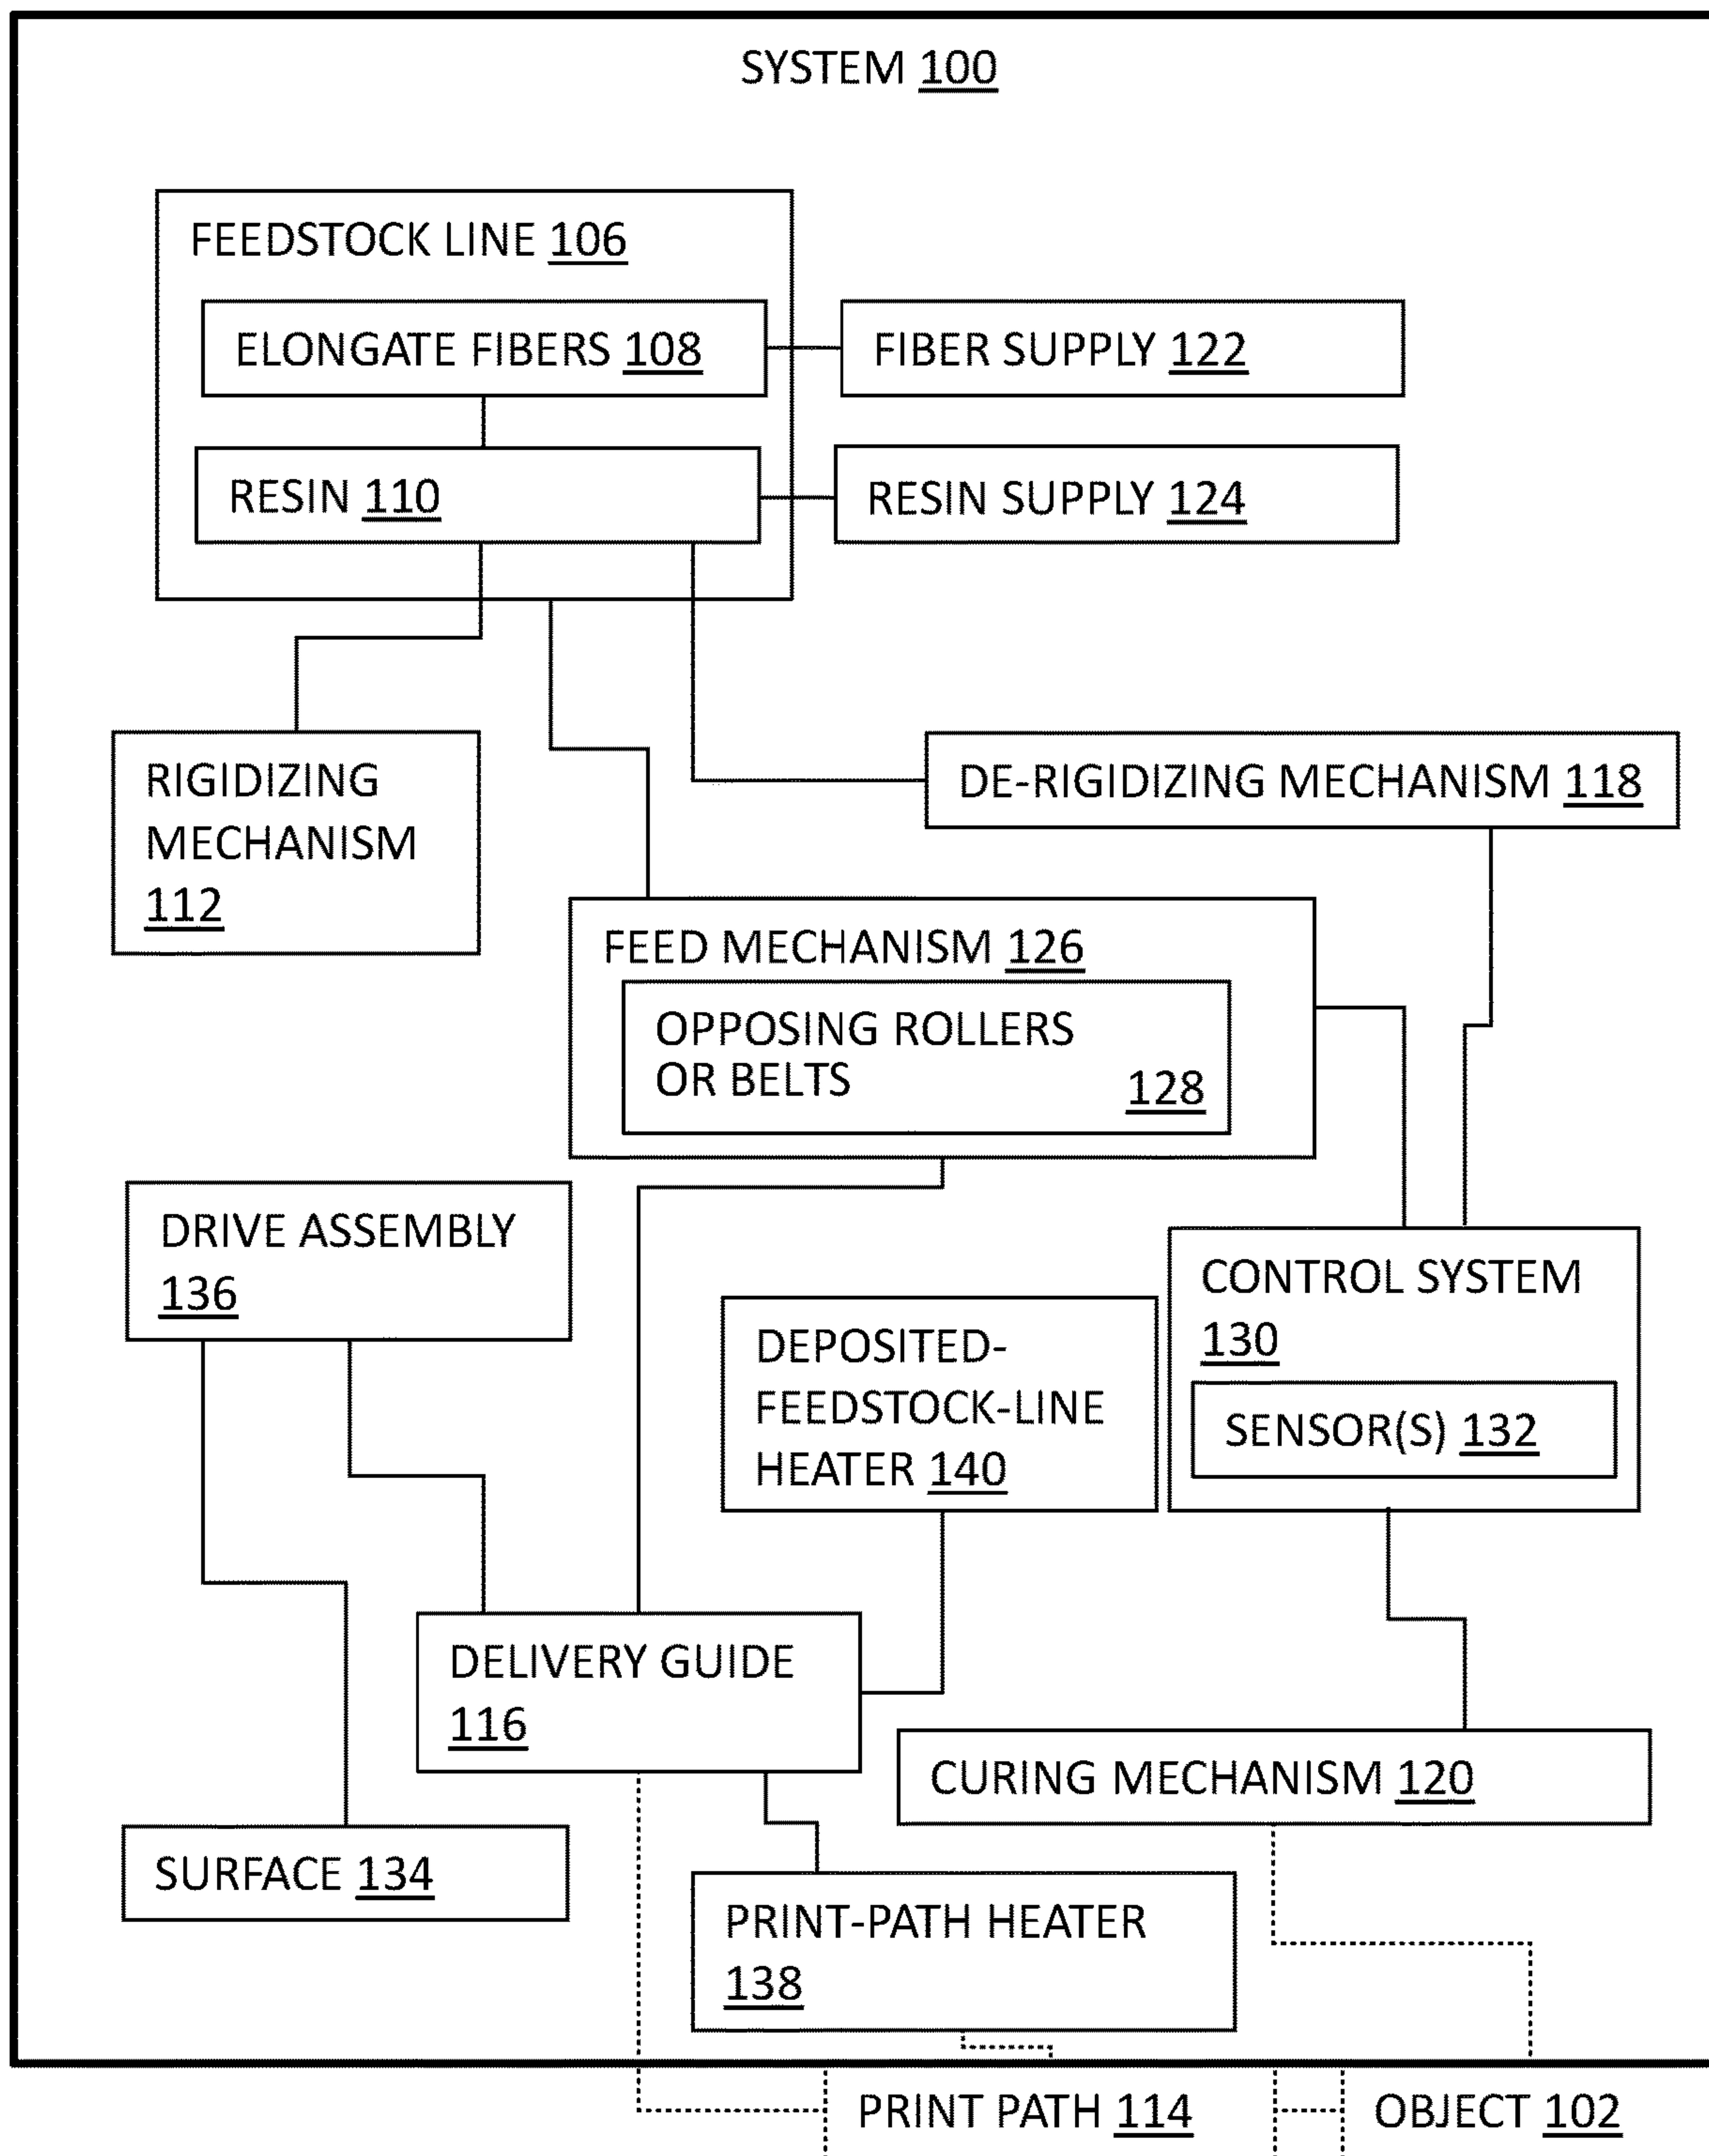 SYSTEM 100
FEEDSTOCK LINE 106
ELONGATE FIBERS 108
FIBER SUPPLY 122
RESIN 110
RESIN SUPPLY 124
RIGIDIZING
MECHANISM
112
DE-RIGIDIZING MECHANISM 118
FEED MECHANISM 126
OPPOSING ROLLERS
OR BELTS
128
DRIVE ASSEMBLY
136
CONTROL SYSTEM
130
SENSOR(S) 132
DEPOSITED-
FEEDSTOCK-LINE
HEATER 140
DELIVERY GUIDE
116
CURING MECHANISM 120
SURFACE 134
PRINT-PATH HEATER
138
PRINT PATH 114
OBJECT 102